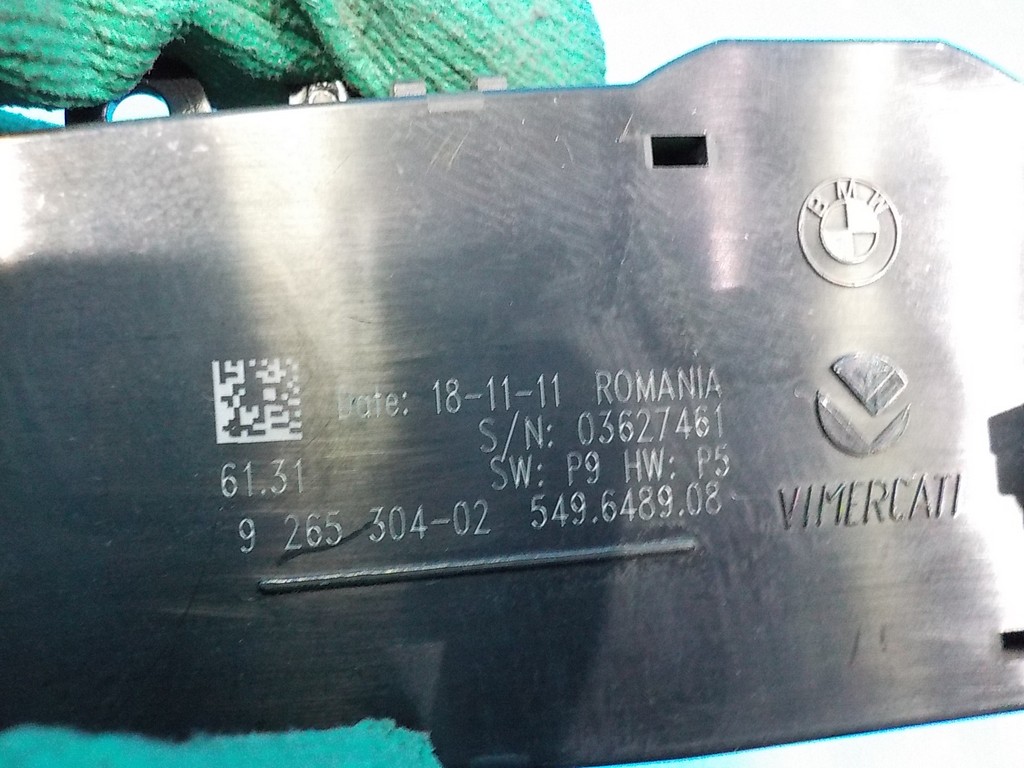 BMW
Date: 18-11-11 ROMANIA
S/N: 03627461
SW: P9 HW: P5
61.31
9 265 304-02 549.6489.08
VIMERCATI